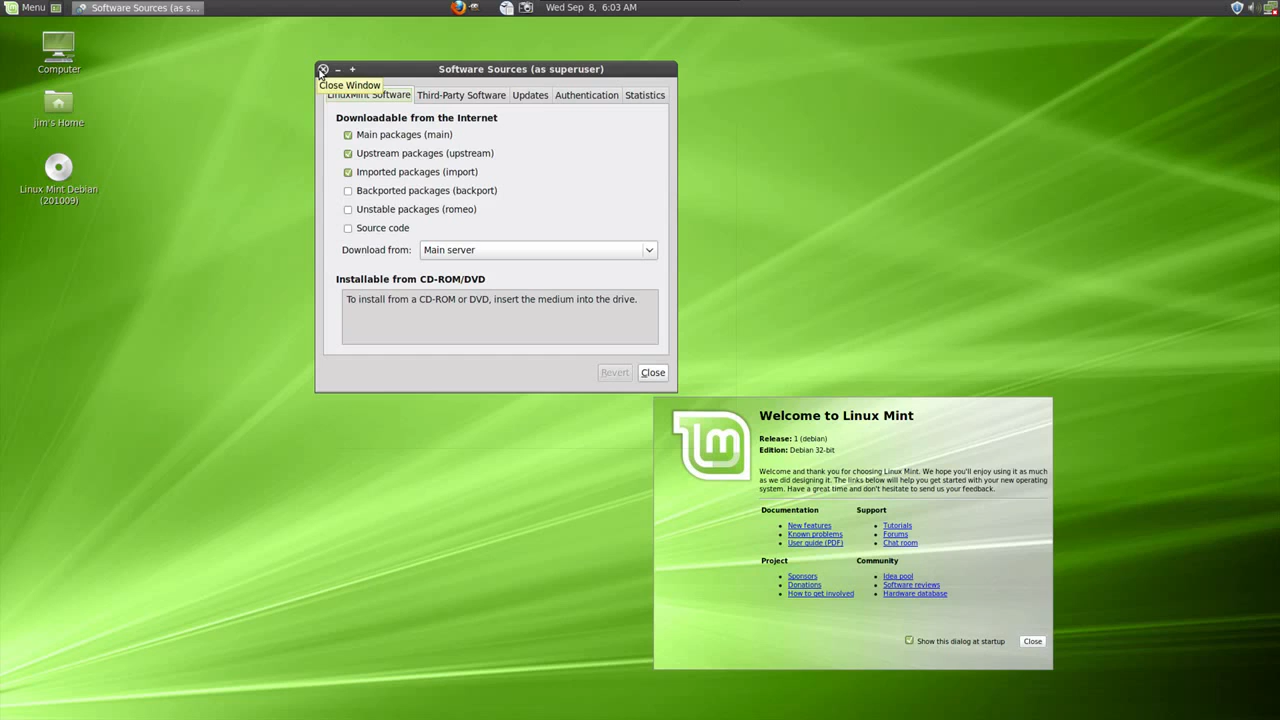 Menu
Software Sources (as s...
Wed Sep 8, 6:03 AM
Computer
jim's Home
Linux Mint Debian
(201009)
Software Sources (as superuser)
Close Window
LinuxMint Software
Third-Party Software
Updates
Authentication
Statistics
Downloadable from the Internet
Main packages (main)
Upstream packages (upstream)
Imported packages (import)
Backported packages (backport)
Unstable packages (romeo)
Source code
Download from: Main server
Installable from CD-ROM/DVD
To install from a CD-ROM or DVD, insert the medium into the drive.
Revert
Close
lm
Welcome to Linux Mint
Release: 1 (debian)
Edition: Debian 32-bit
Welcome and thank you for choosing Linux Mint. We hope you'll enjoy using it as much
as we did designing it. The links below will help you get started with your new operating
system. Have a great time and don't hesitate to send us your feedback.
Documentation
New features
Known problems
User guide (PDF)
Support
Tutorials
Forums
Chat room
Project
Sponsors
Donations
How to get involved
Community
Idea pool
Software reviews
Hardware database
Show this dialog at startup
Close